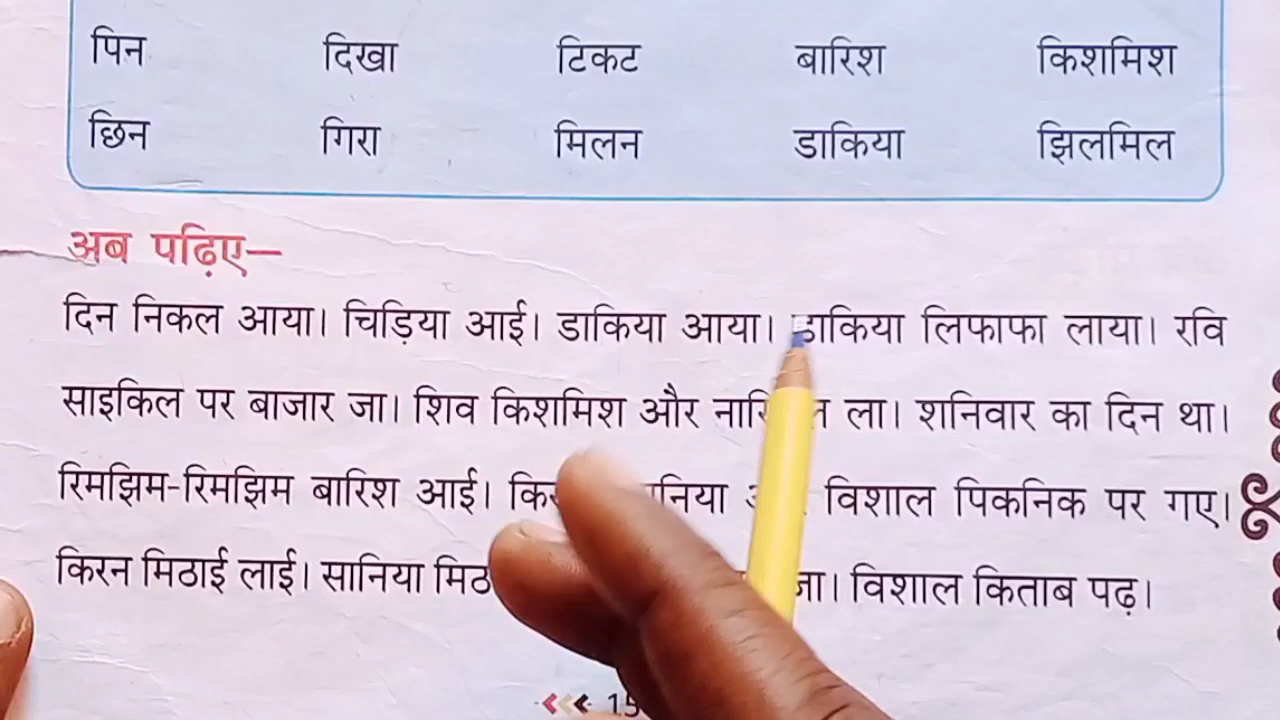 पिन दिखा टिकट बारिश किशमिश
छिन गिरा मिलन डाकिया झिलमिल
अब पढ़िए—
दिन निकल आया। चिड़िया आई। डाकिया आया। डाकिया लिफाफा लाया। रवि
साइकिल पर बाजार जा। शिव किशमिश और ला। शनिवार का दिन था।
रिमझिम-रिमझिम बारिश आई। विशाल पिकनिक पर गए।
किरन मिठाई लाई। सानिया जा। विशाल किताब पढ़।